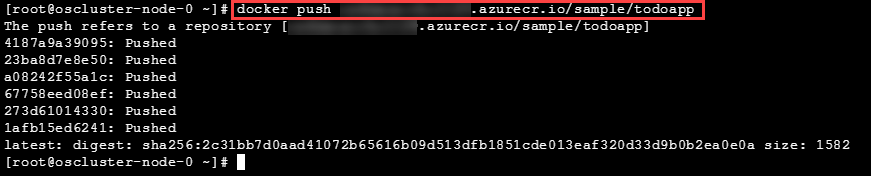 [root@oscluster-node-0 ~]# docker push .azurecr.io/sample/todoapp
The push refers to a repository [ .azurecr.io/sample/todoapp]
4187a9a39095: Pushed
23ba8d7e8e50: Pushed
a08242f55a1c: Pushed
67758eed08ef: Pushed
273d61014330: Pushed
1afb15ed6241: Pushed
latest: digest: sha256:2c31bb7d0aad41072b65616b09d513dfb1851cde013eaf320d33d9b0b2ea0e0a size: 1582
[root@oscluster-node-0 ~]#